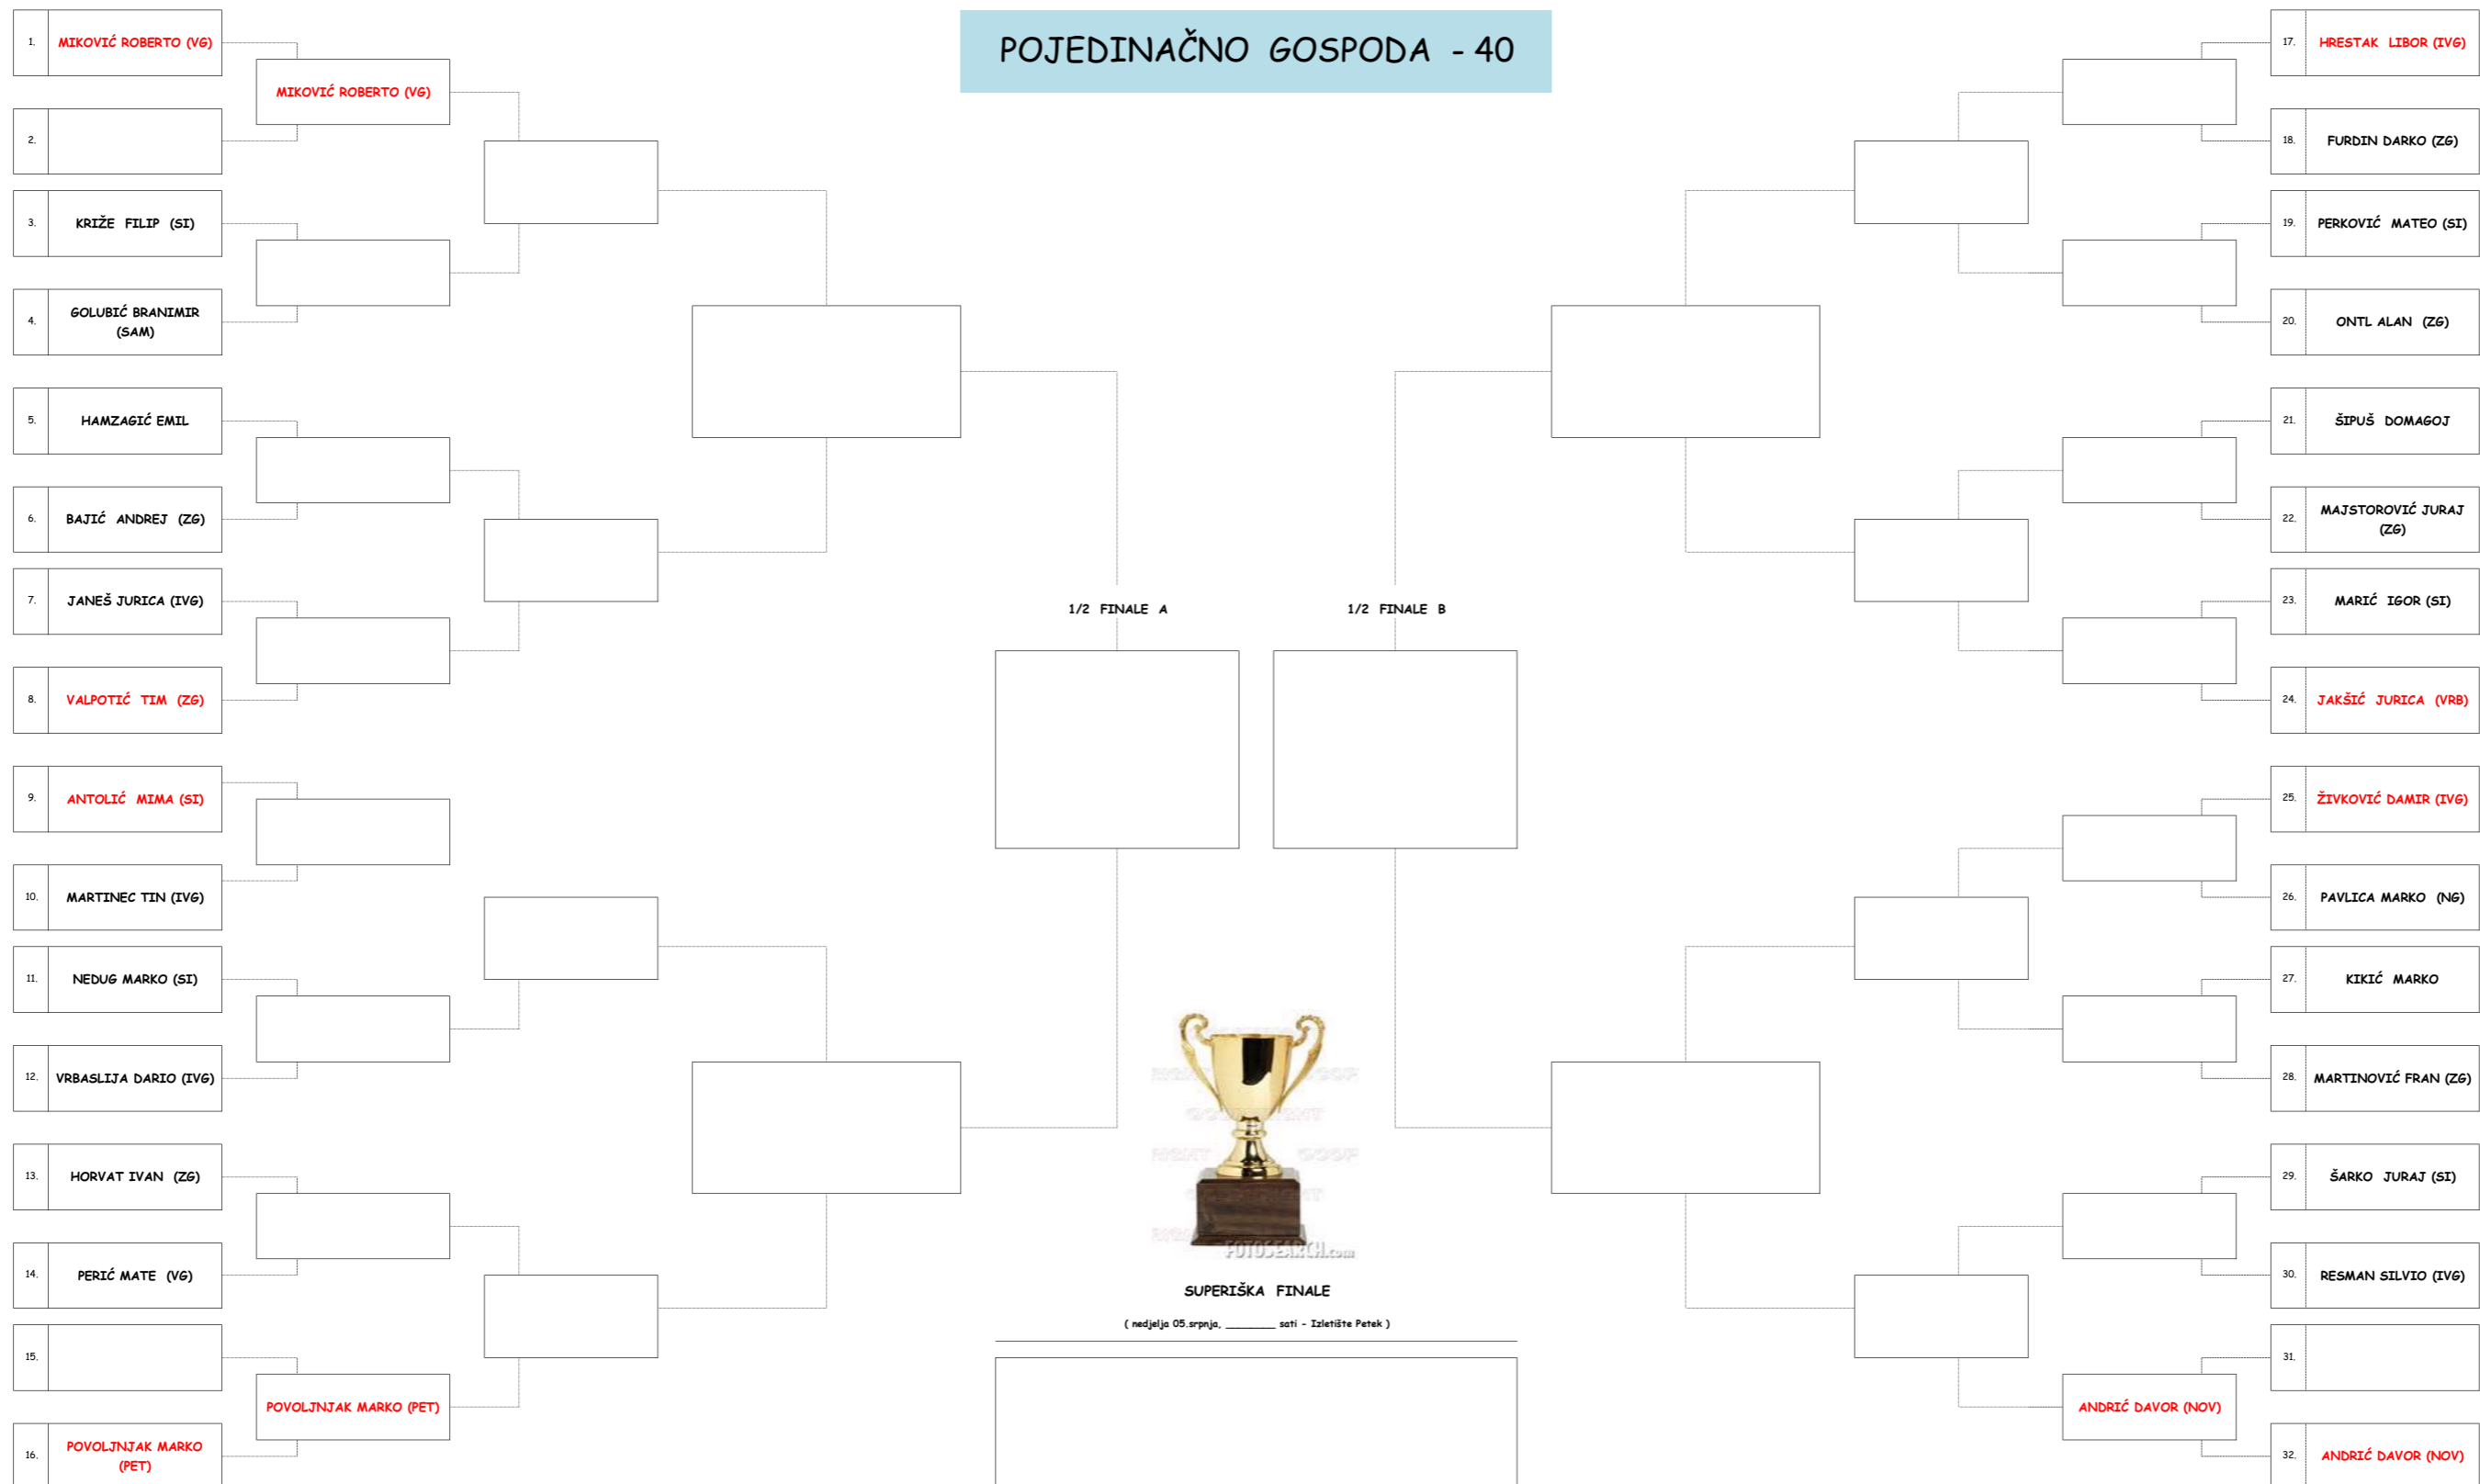 POJEDINAČNO GOSPODA - 40
1. MIKOVIĆ ROBERTO (VG)
MIKOVIĆ ROBERTO (VG)
2.
3. KRIŽE FILIP (SI)
4. GOLUBIĆ BRANIMIR
(SAM)
5. HAMZAGIĆ EMIL
6. BAJIĆ ANDREJ (ZG)
7. JANEŠ JURICA (IVG)
8. VALPOTIĆ TIM (ZG)
9. ANTOLIĆ MIMA (SI)
10. MARTINEC TIN (IVG)
11. NEDUG MARKO (SI)
12. VRBASLIJA DARIO (IVG)
13. HORVAT IVAN (ZG)
14. PERIĆ MATE (VG)
15.
POVOLJNJAK MARKO (PET)
16. POVOLJNJAK MARKO
(PET)
1/2 FINALE A
1/2 FINALE B
FOTOSEARCH.com
SUPERIŠKA FINALE
( nedjelja 05.srpnja, ________ sati - Izletište Petek )
17. HRESTAK LIBOR (IVG)
18. FURDIN DARKO (ZG)
19. PERKOVIĆ MATEO (SI)
20. ONTL ALAN (ZG)
21. ŠIPUŠ DOMAGOJ
22. MAJSTOROVIĆ JURAJ
(ZG)
23. MARIĆ IGOR (SI)
24. JAKŠIĆ JURICA (VRB)
25. ŽIVKOVIĆ DAMIR (IVG)
26. PAVLICA MARKO (NG)
27. KIKIĆ MARKO
28. MARTINOVIĆ FRAN (ZG)
29. ŠARKO JURAJ (SI)
30. RESMAN SILVIO (IVG)
31.
ANDRIĆ DAVOR (NOV)
32. ANDRIĆ DAVOR (NOV)